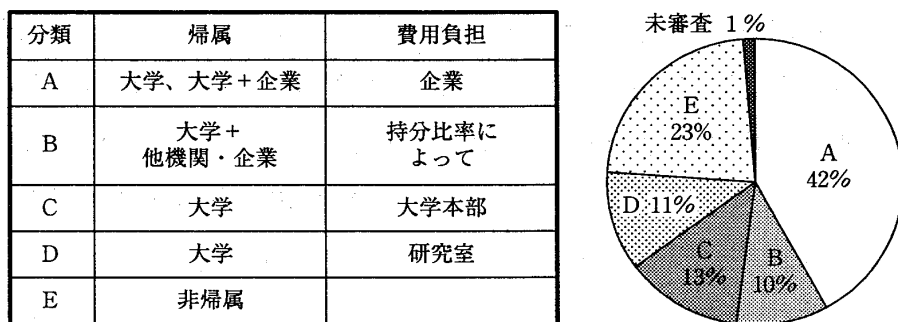 分類 帰属 費用負担
A 大学、大学+企業 企業
B 大学+
他機関・企業 持分比率に
よって
C 大学 大学本部
D 大学 研究室
E 非帰属
未審査 1%
A
42%
B
10%
C
13%
D 11%
E
23%